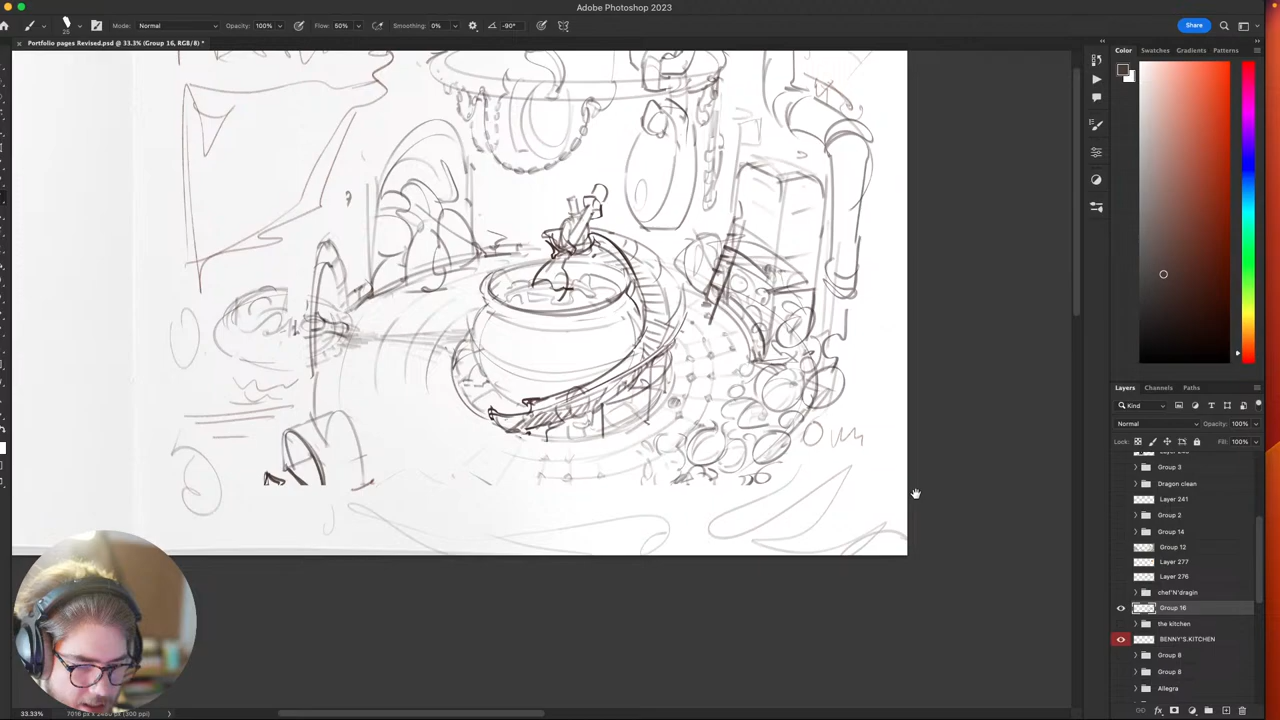 Adobe Photoshop 2023
25
Mode: Normal
Opacity: 100%
Flow: 50%
Smoothing: 0%
-90°
Share
Portfolio pages Revised.psd @ 33.3% (Group 16, RGB/8) *
Color
Swatches
Gradients
Patterns
Layers
Channels
Paths
Kind
Normal
Opacity: 100%
Lock:
Fill: 100%
Group 3
Dragon clean
Layer 241
Group 2
Group 14
Group 12
Layer 277
Layer 276
chef'N'dragin
Group 16
the kitchen
BENNY'S.KITCHEN
Group 8
Group 8
Allegra
33.33%